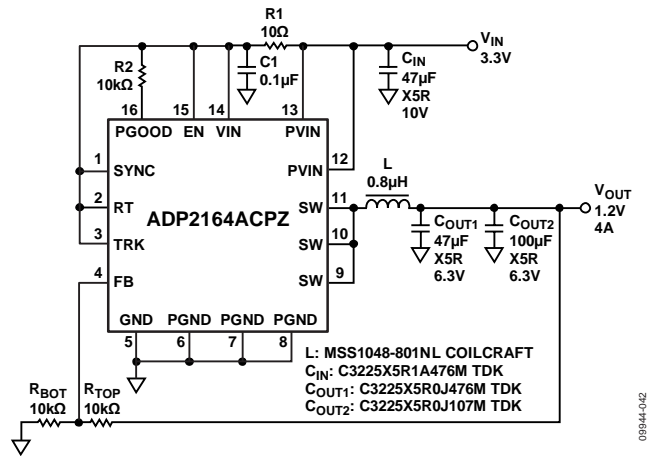 R1
10Ω
VIN
3.3V
R2
10kΩ
C1
0.1µF
CIN
47µF
X5R
10V
16
15
14
13
PGOOD
EN
VIN
PVIN
1
SYNC
PVIN
12
L
0.8µH
2
RT
SW
11
VOUT
1.2V
4A
ADP2164ACPZ
COUT1
47µF
X5R
6.3V
COUT2
100µF
X5R
6.3V
3
TRK
SW
10
4
FB
SW
9
GND
PGND
PGND
PGND
5
6
7
8
L: MSS1048-801NL COILCRAFT
CIN: C3225X5R1A476M TDK
COUT1: C3225X5R0J476M TDK
COUT2: C3225X5R0J107M TDK
RBOT
10kΩ
RTOP
10kΩ
09944-042